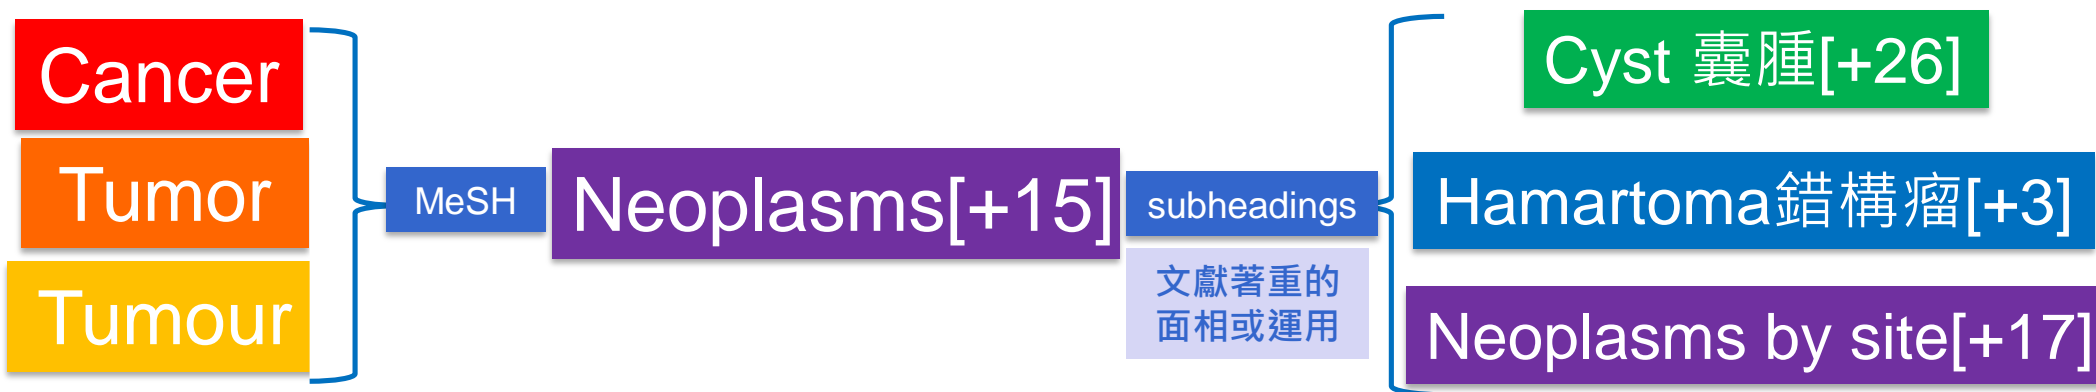 Cancer
Tumor
Tumour
MeSH
Neoplasms[+15]
subheadings
文獻著重的
面相或運用
Cyst 囊腫[+26]
Hamartoma錯構瘤[+3]
Neoplasms by site[+17]